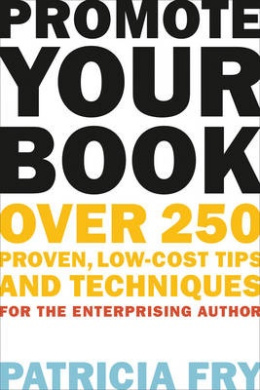 PROMOTE
YOUR
BOOK
OVER 250
PROVEN, LOW-COST TIPS
AND TECHNIQUES
FOR THE ENTERPRISING AUTHOR
PATRICIA FRY